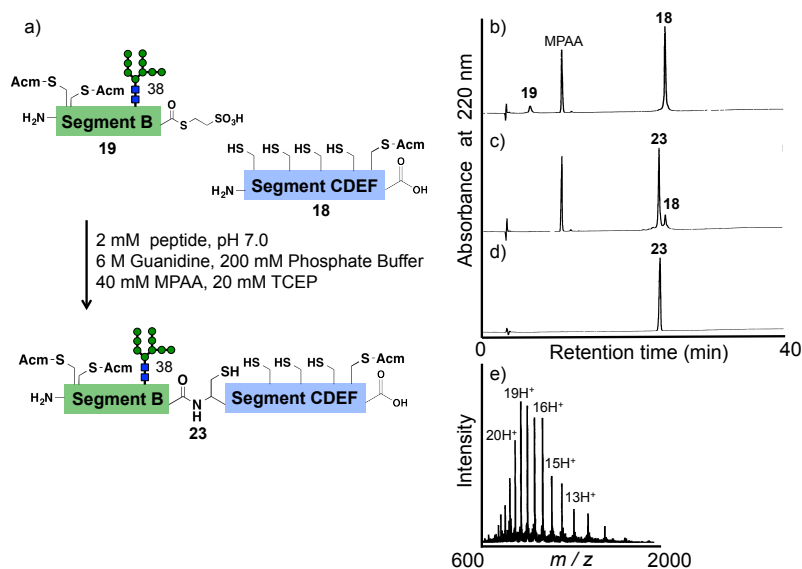 a)
Acm-S
S-Acm
38
H₂N
Segment B
O
S
SO₃H
19
HS
HS
HS
HS
S-Acm
O
H₂N
Segment CDEF
OH
18
2 mM peptide, pH 7.0
6 M Guanidine, 200 mM Phosphate Buffer
40 mM MPAA, 20 mM TCEP
Acm-S
S-Acm
38
SH
HS
HS
HS
HS
S-Acm
O
O
H₂N
Segment B
N
H
Segment CDEF
OH
23
b)
18
MPAA
19
c)
23
18
d)
23
Absorbance at 220 nm
0
Retention time (min)
40
e)
19H⁺
16H⁺
20H⁺
15H⁺
13H⁺
Intensity
600
m / z
2000